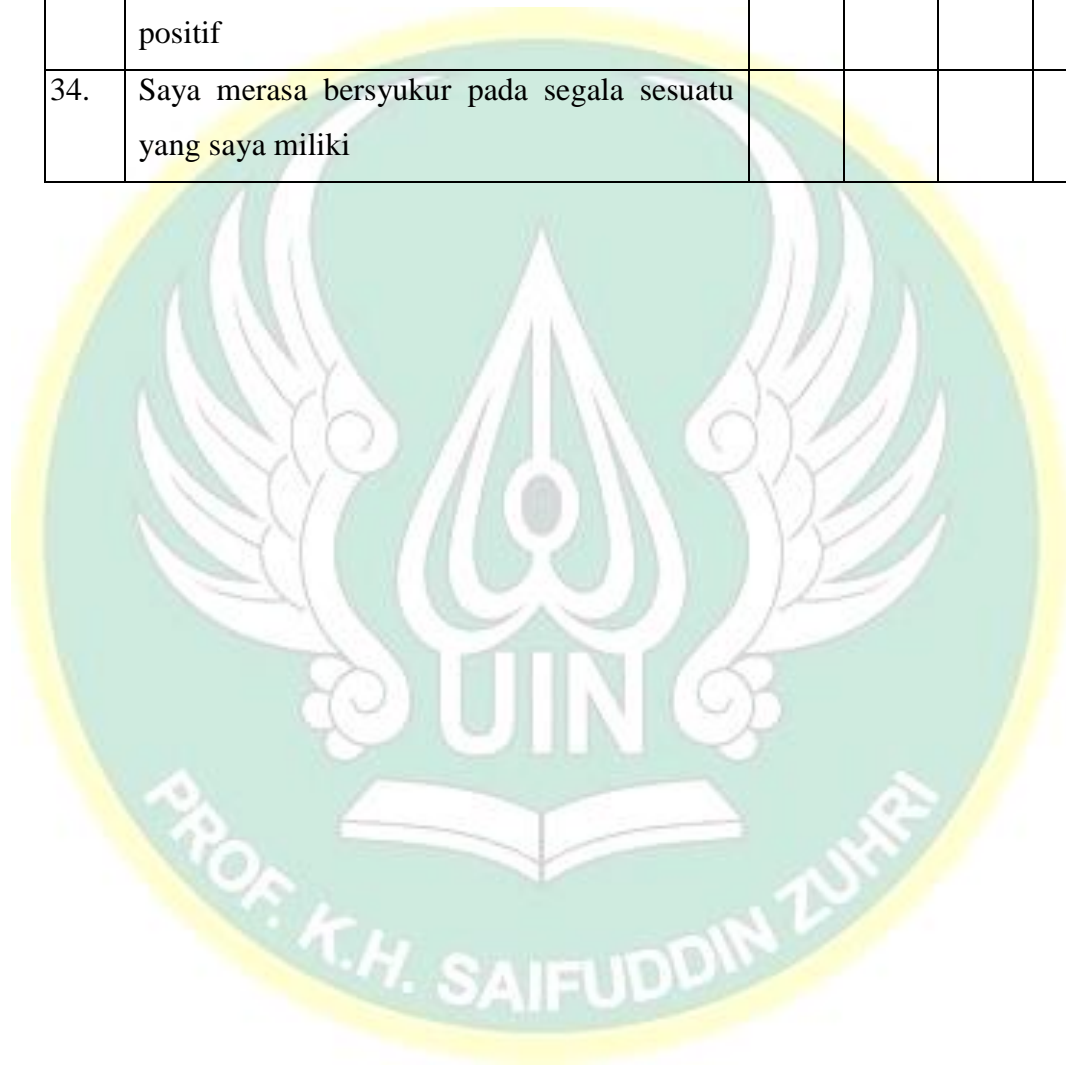 positif
34. Saya merasa bersyukur pada segala sesuatu
yang saya miliki
UIN
PROF. K.H. SAIFUDDIN ZUHRI